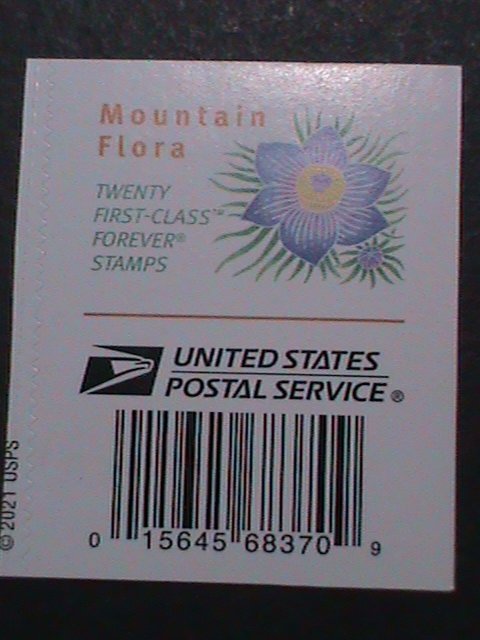 Mountain
Flora
TWENTY
FIRST-CLASS™
FOREVER®
STAMPS
UNITED STATES
POSTAL SERVICE®
© 2021 USPS
0 15645 68370 9